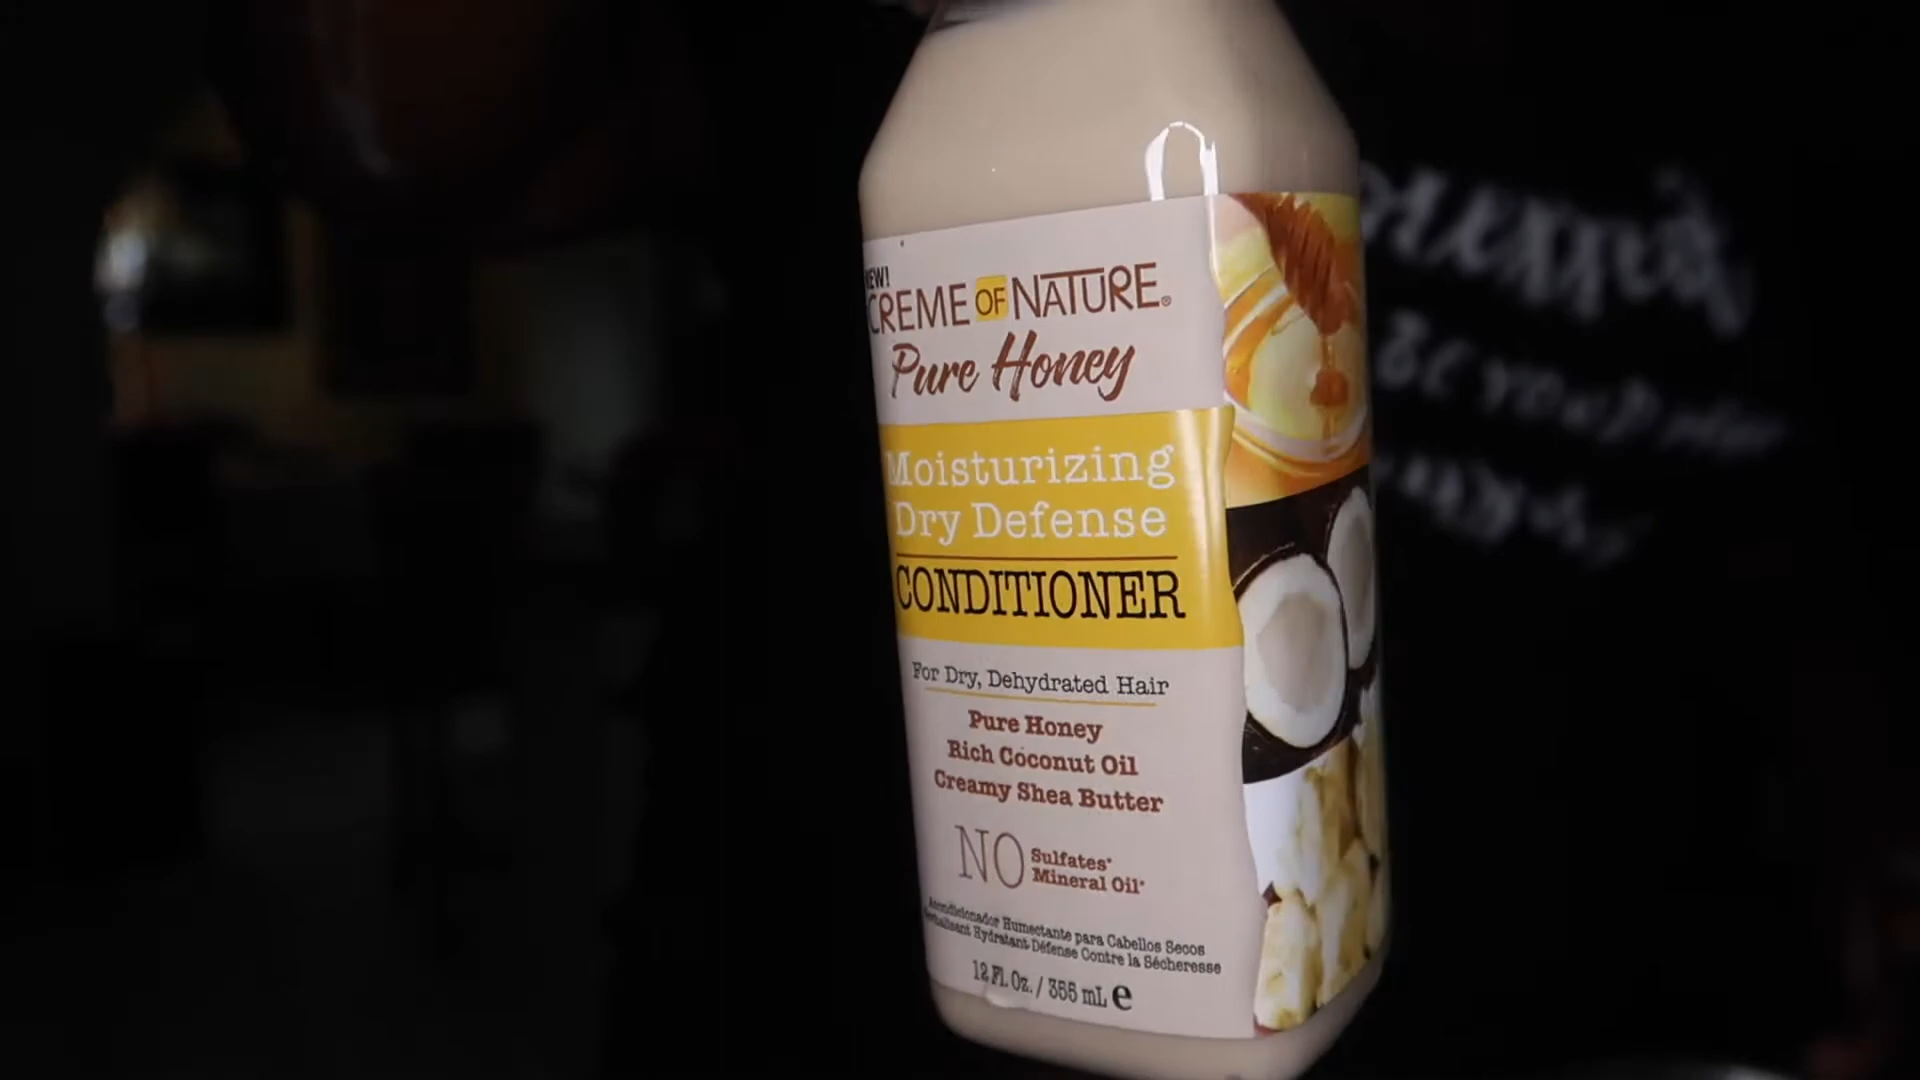 NEW!
CREME OF NATURE®
Pure Honey
Moisturizing
Dry Defense
CONDITIONER
For Dry, Dehydrated Hair
Pure Honey
Rich Coconut Oil
Creamy Shea Butter
NO Sulfates*
Mineral Oil*
Acondicionador Humectante para Cabellos Secos
Revitalisant Hydratant Défense Contre la Sécheresse
12 Fl. Oz. / 355 mL ℮
BEYOND